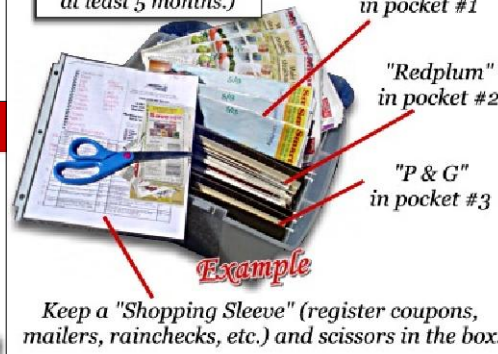 at least 5 months.)
in pocket #1
"Redplum"
in pocket #2
"P & G"
in pocket #3
Example
Keep a "Shopping Sleeve" (register coupons,
mailers, rainchecks, etc.) and scissors in the box.